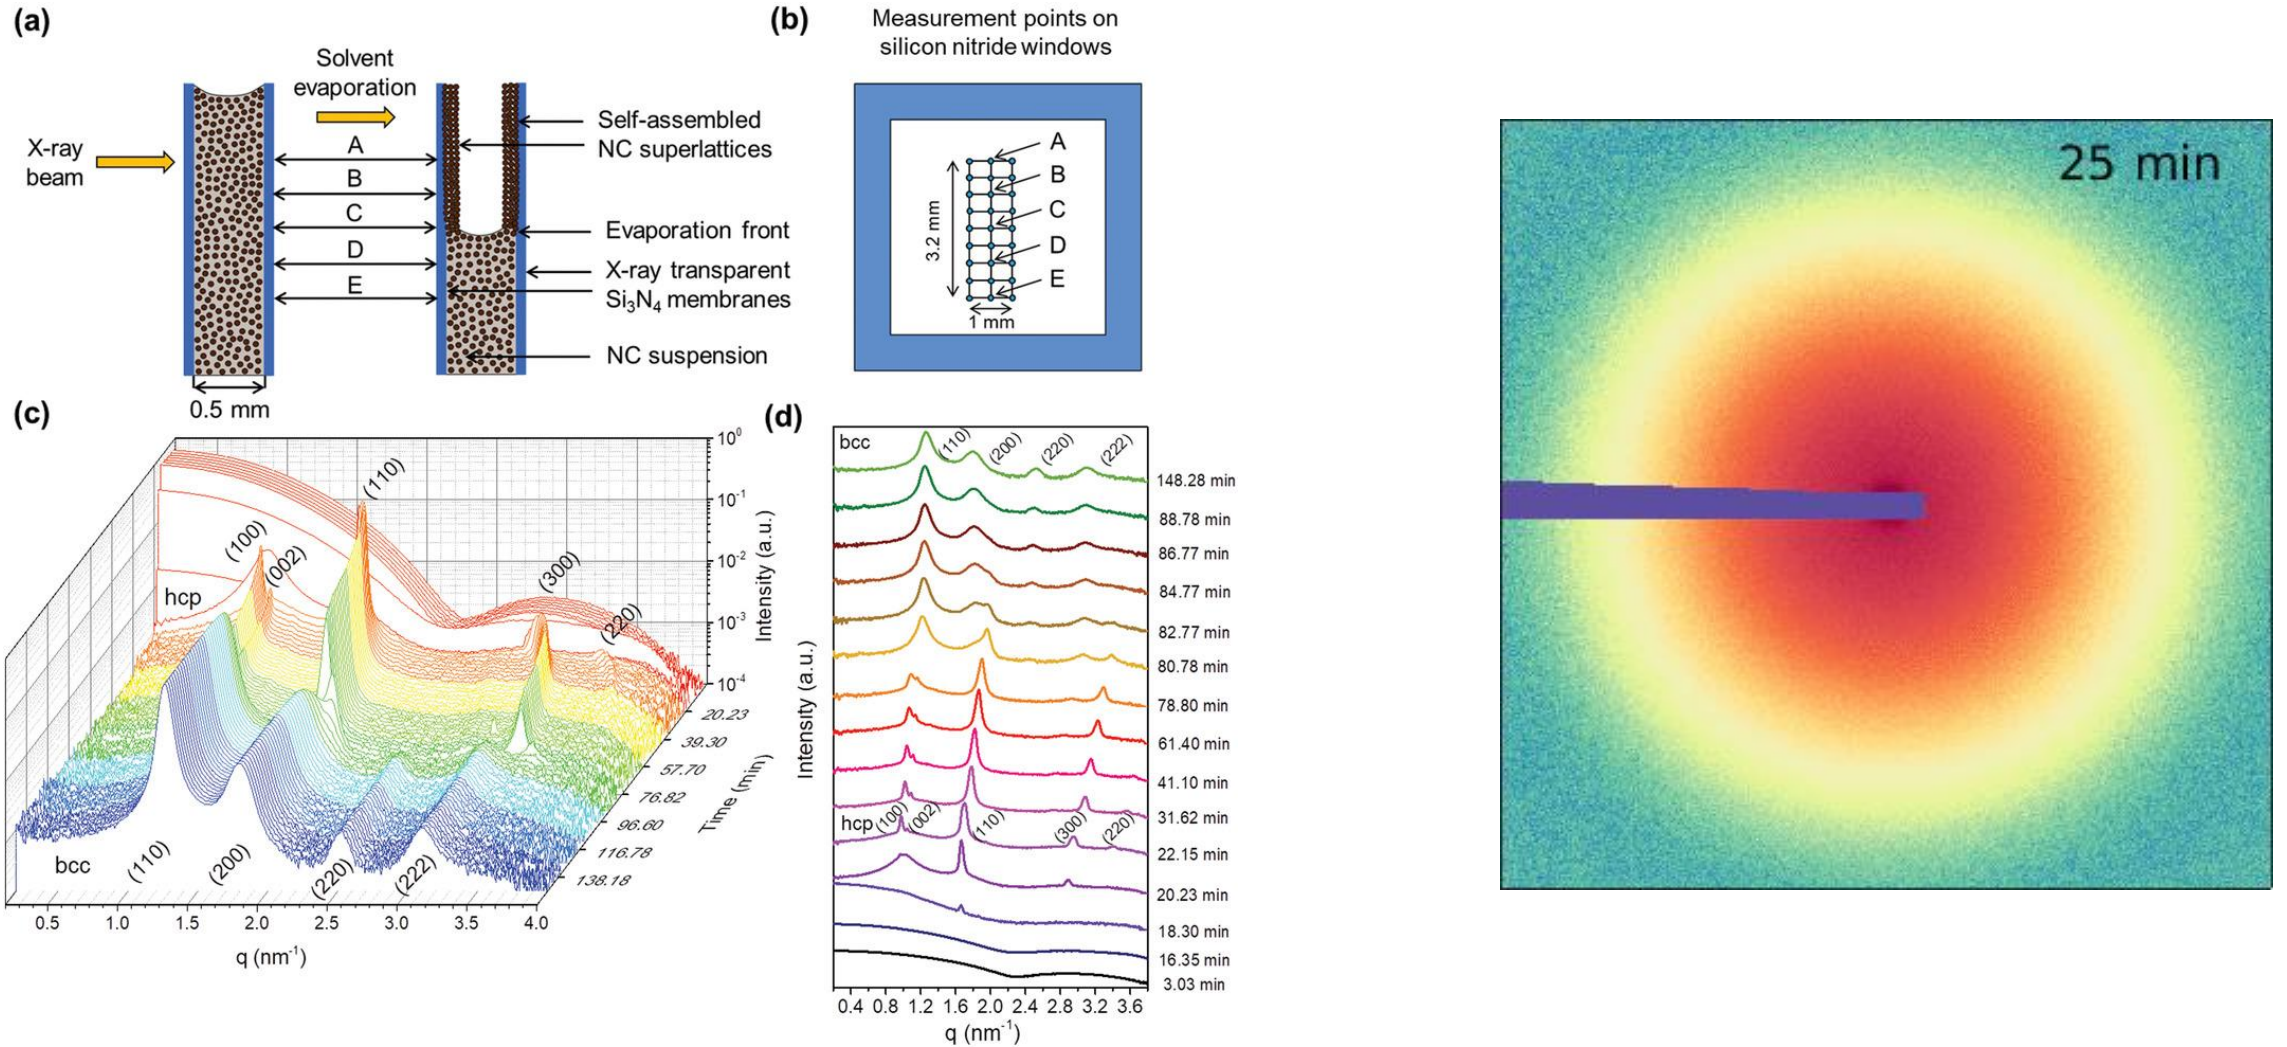 (a)
Solvent
evaporation
X-ray
beam
A
B
C
D
E
0.5 mm
Self-assembled
NC superlattices
Evaporation front
X-ray transparent
Si₃N₄ membranes
NC suspension
(b)
Measurement points on
silicon nitride windows
A
B
C
D
E
3.2 mm
1 mm
(c)
(100)
(002)
(110)
(300)
(220)
hcp
bcc
(110)
(200)
(220)
(222)
10⁰
10⁻¹
10⁻²
10⁻³
10⁻⁴
Intensity (a.u.)
20.23
39.30
57.70
76.82
96.60
116.78
138.18
Time (min)
0.5 1.0 1.5 2.0 2.5 3.0 3.5 4.0
q (nm⁻¹)
(d)
bcc
(110)
(200)
(220)
(222)
148.28 min
88.78 min
86.77 min
84.77 min
82.77 min
80.78 min
78.80 min
61.40 min
41.10 min
31.62 min
hcp
(100)
(002)
(110)
(300)
(220)
22.15 min
20.23 min
18.30 min
16.35 min
3.03 min
Intensity (a.u.)
0.4 0.8 1.2 1.6 2.0 2.4 2.8 3.2 3.6
q (nm⁻¹)
25 min